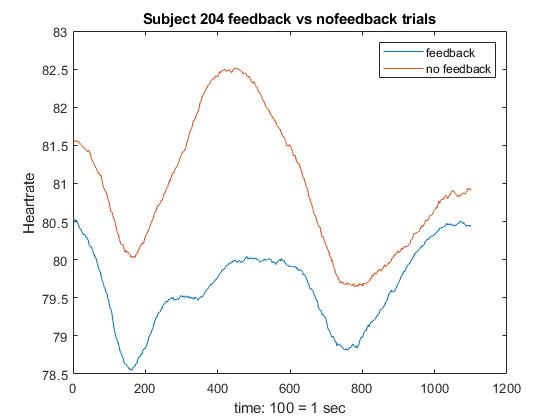 Subject 204 feedback vs nofeedback trials
83
82.5
82
81.5
81
80.5
80
79.5
79
78.5
Heartrate
feedback
no feedback
0 200 400 600 800 1000 1200
time: 100 = 1 sec